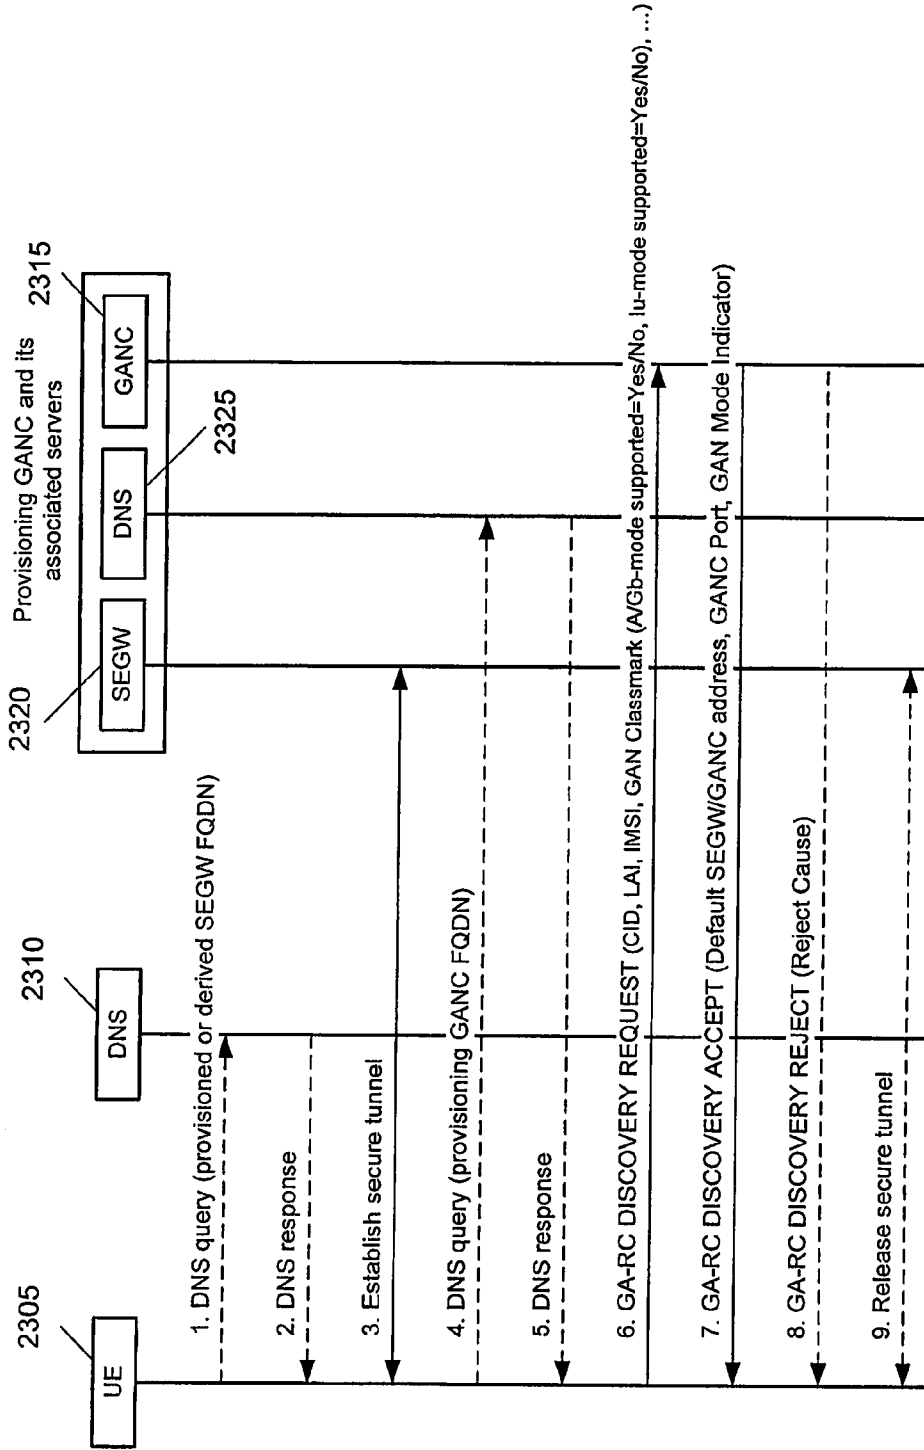 Provisioning GANC and its
associated servers
2305
2310
2320
2325
2315
UE
DNS
SEGW
DNS
GANC
1. DNS query (provisioned or derived SEGW FQDN)
2. DNS response
3. Establish secure tunnel
4. DNS query (provisioning GANC FQDN)
5. DNS response
6. GA-RC DISCOVERY REQUEST (CID, LAI, IMSI, GAN Classmark (A/Gb-mode supported=Yes/No, Iu-mode supported=Yes/No), ...)
7. GA-RC DISCOVERY ACCEPT (Default SEGW/GANC address, GANC Port, GAN Mode Indicator)
8. GA-RC DISCOVERY REJECT (Reject Cause)
9. Release secure tunnel